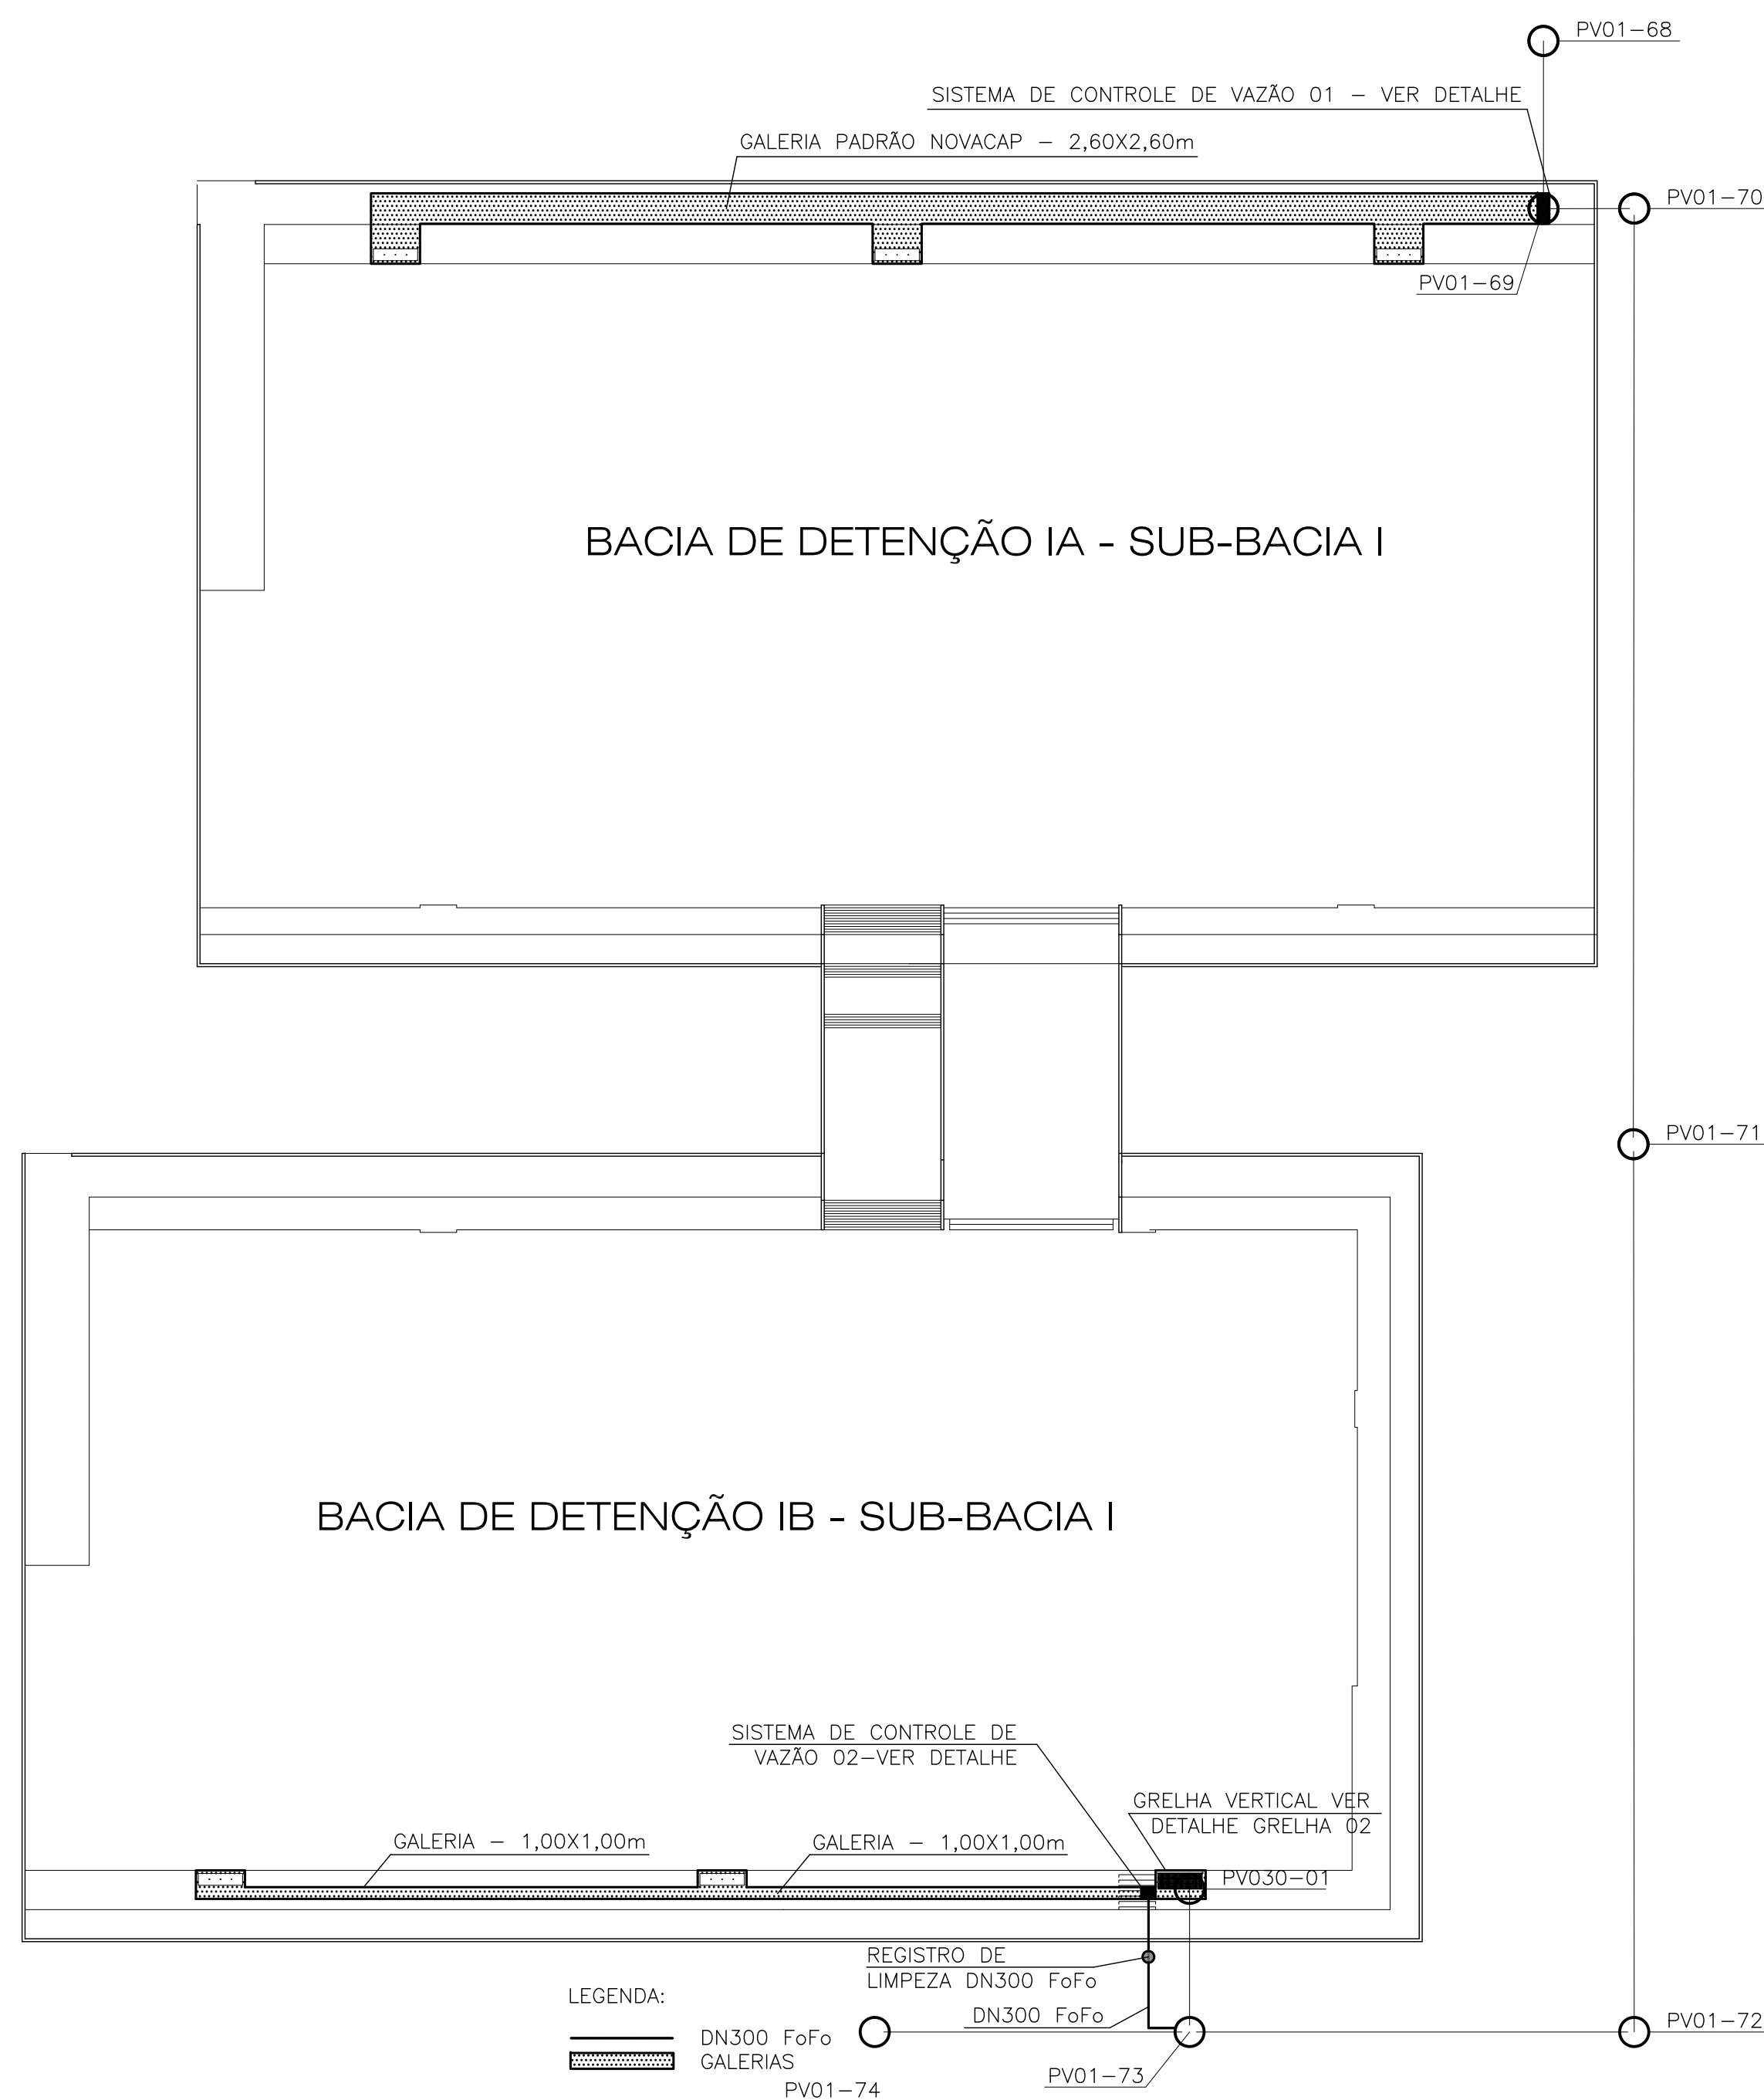 PV01-68
SISTEMA DE CONTROLE DE VAZÃO 01 - VER DETALHE
GALERIA PADRÃO NOVACAP - 2,60X2,60m
PV01-70
PV01-69
BACIA DE DETENÇÃO IA - SUB-BACIA I
PV01-71
BACIA DE DETENÇÃO IB - SUB-BACIA I
SISTEMA DE CONTROLE DE
VAZÃO 02-VER DETALHE
GRELHA VERTICAL VER
DETALHE GRELHA 02
GALERIA - 1,00X1,00m
GALERIA - 1,00X1,00m
PV030-01
REGISTRO DE
LIMPEZA DN300 FoFo
LEGENDA:
DN300 FoFo
PV01-72
DN300 FoFo
GALERIAS
PV01-73
PV01-74